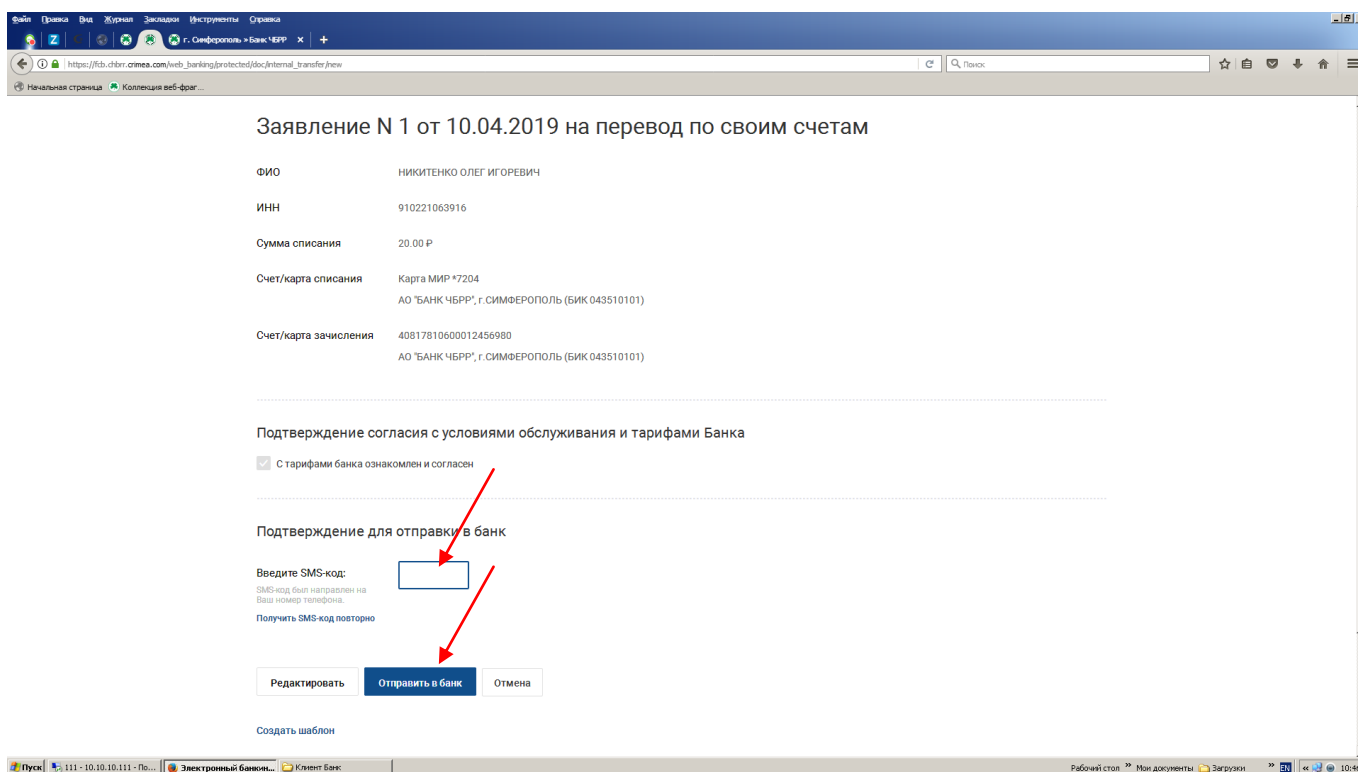 Файл Правка Вид Журнал Закладки Инструменты Справка
Z г. Симферополь » Банк ЧБРР × +
https://fcb.chbrr.crimea.com/web_banking/protected/doc/internal_transfer/new
Поиск
Начальная страница Коллекция веб-фраг...
Заявление N 1 от 10.04.2019 на перевод по своим счетам
ФИО НИКИТЕНКО ОЛЕГ ИГОРЕВИЧ
ИНН 910221063916
Сумма списания 20.00 ₽
Счет/карта списания Карта МИР *7204
АО "БАНК ЧБРР", г.СИМФЕРОПОЛЬ (БИК 043510101)
Счет/карта зачисления 40817810600012456980
АО "БАНК ЧБРР", г.СИМФЕРОПОЛЬ (БИК 043510101)
Подтверждение согласия с условиями обслуживания и тарифами Банка
С тарифами банка ознакомлен и согласен
Подтверждение для отправки в банк
Введите SMS-код:
SMS-код был направлен на
Ваш номер телефона.
Получить SMS-код повторно
Редактировать Отправить в банк Отмена
Создать шаблон
Пуск 111 - 10.10.10.111 - По... Электронный банкин... Клиент Банк Рабочий стол » Мои документы Загрузки » EN « 10:46